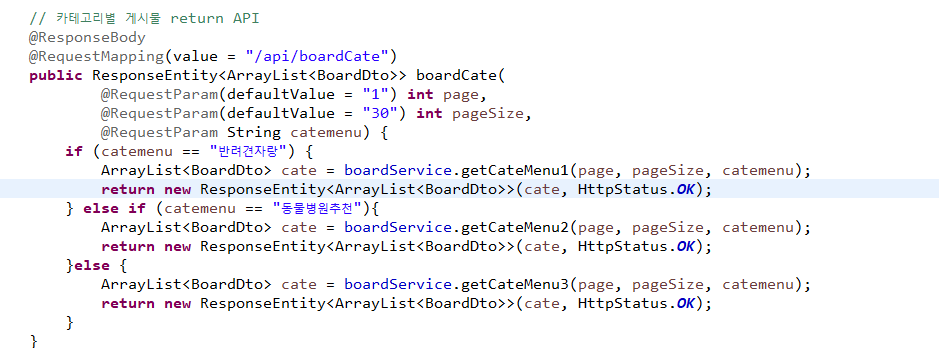 // 카테고리별 게시물 return API
@ResponseBody
@RequestMapping(value = "/api/boardCate")
public ResponseEntity<ArrayList<BoardDto>> boardCate(
        @RequestParam(defaultValue = "1") int page,
        @RequestParam(defaultValue = "30") int pageSize,
        @RequestParam String catemenu) {
    if (catemenu == "반려견자랑") {
        ArrayList<BoardDto> cate = boardService.getCateMenu1(page, pageSize, catemenu);
        return new ResponseEntity<ArrayList<BoardDto>>(cate, HttpStatus.OK);
    } else if (catemenu == "동물병원추천"){
        ArrayList<BoardDto> cate = boardService.getCateMenu2(page, pageSize, catemenu);
        return new ResponseEntity<ArrayList<BoardDto>>(cate, HttpStatus.OK);
    }else {
        ArrayList<BoardDto> cate = boardService.getCateMenu3(page, pageSize, catemenu);
        return new ResponseEntity<ArrayList<BoardDto>>(cate, HttpStatus.OK);
    }
}